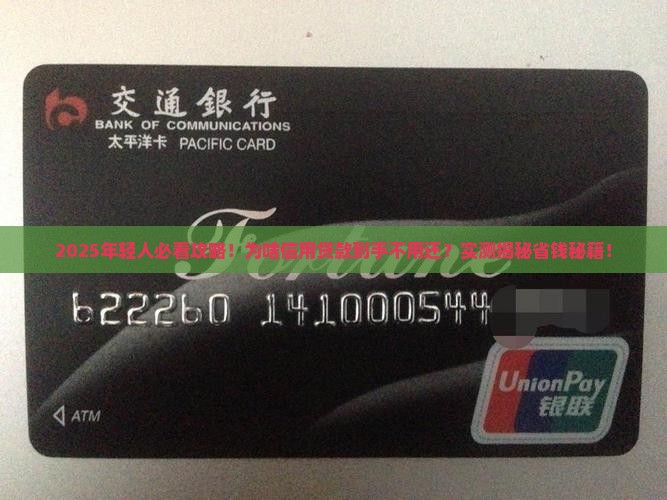 交通銀行
BANK OF COMMUNICATIONS
太平洋卡 PACIFIC CARD
Fortune
2025年轻人必看攻略！为啥信用贷款到手不用还？实测揭秘省钱秘籍！
622260 141000544
UnionPay
银联
ATM